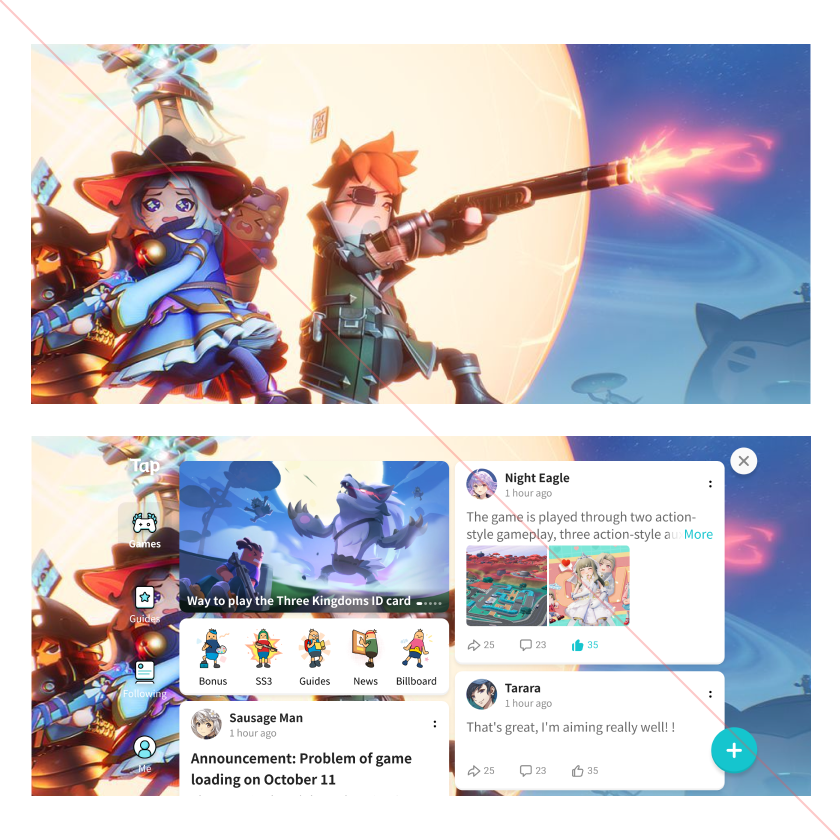 Tap
Games
Guides
Following
Me
Way to play the Three Kingdoms ID card
Bonus
SS3
Guides
News
Billboard
Sausage Man
1 hour ago
Announcement: Problem of game
loading on October 11
Night Eagle
1 hour ago
The game is played through two action-
style gameplay, three action-style au More
25 23 35
Tarara
1 hour ago
That's great, I'm aiming really well! !
25 23 35